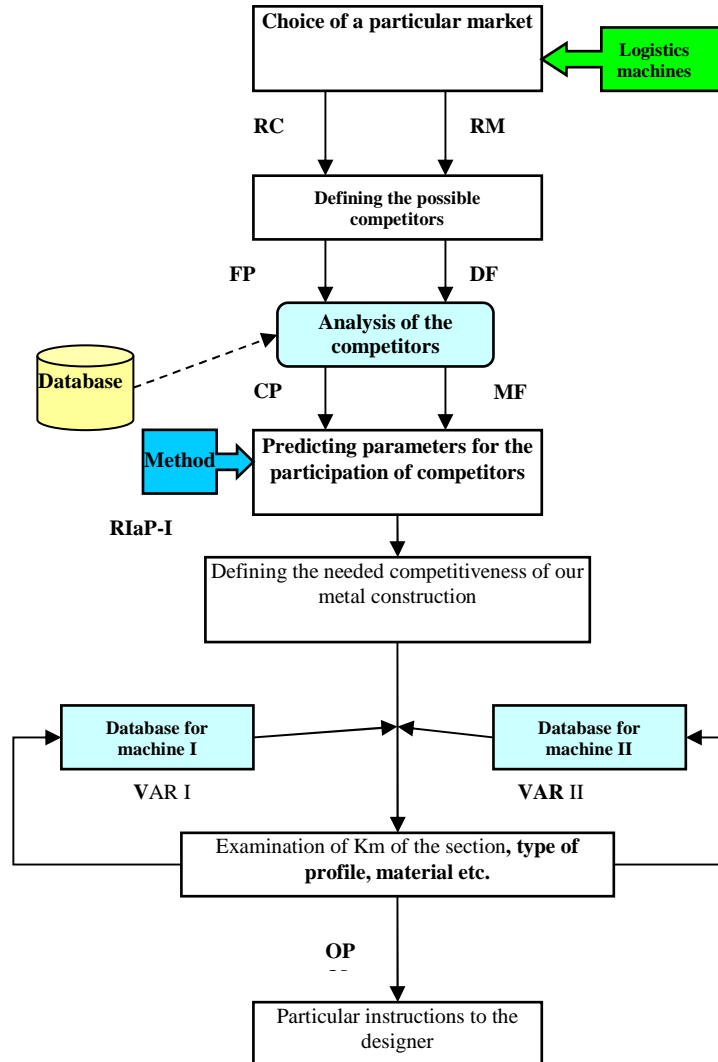 Choice of a particular market
Logistics
machines
RC
RM
Defining the possible
competitors
FP
DF
Analysis of the
competitors
Database
CP
MF
Method
Predicting parameters for the
participation of competitors
RIaP-I
Defining the needed competitiveness of our
metal construction
Database for
machine I
Database for
machine II
VAR I
VAR II
Examination of Km of the section, type of
profile, material etc.
OP
Particular instructions to the
designer